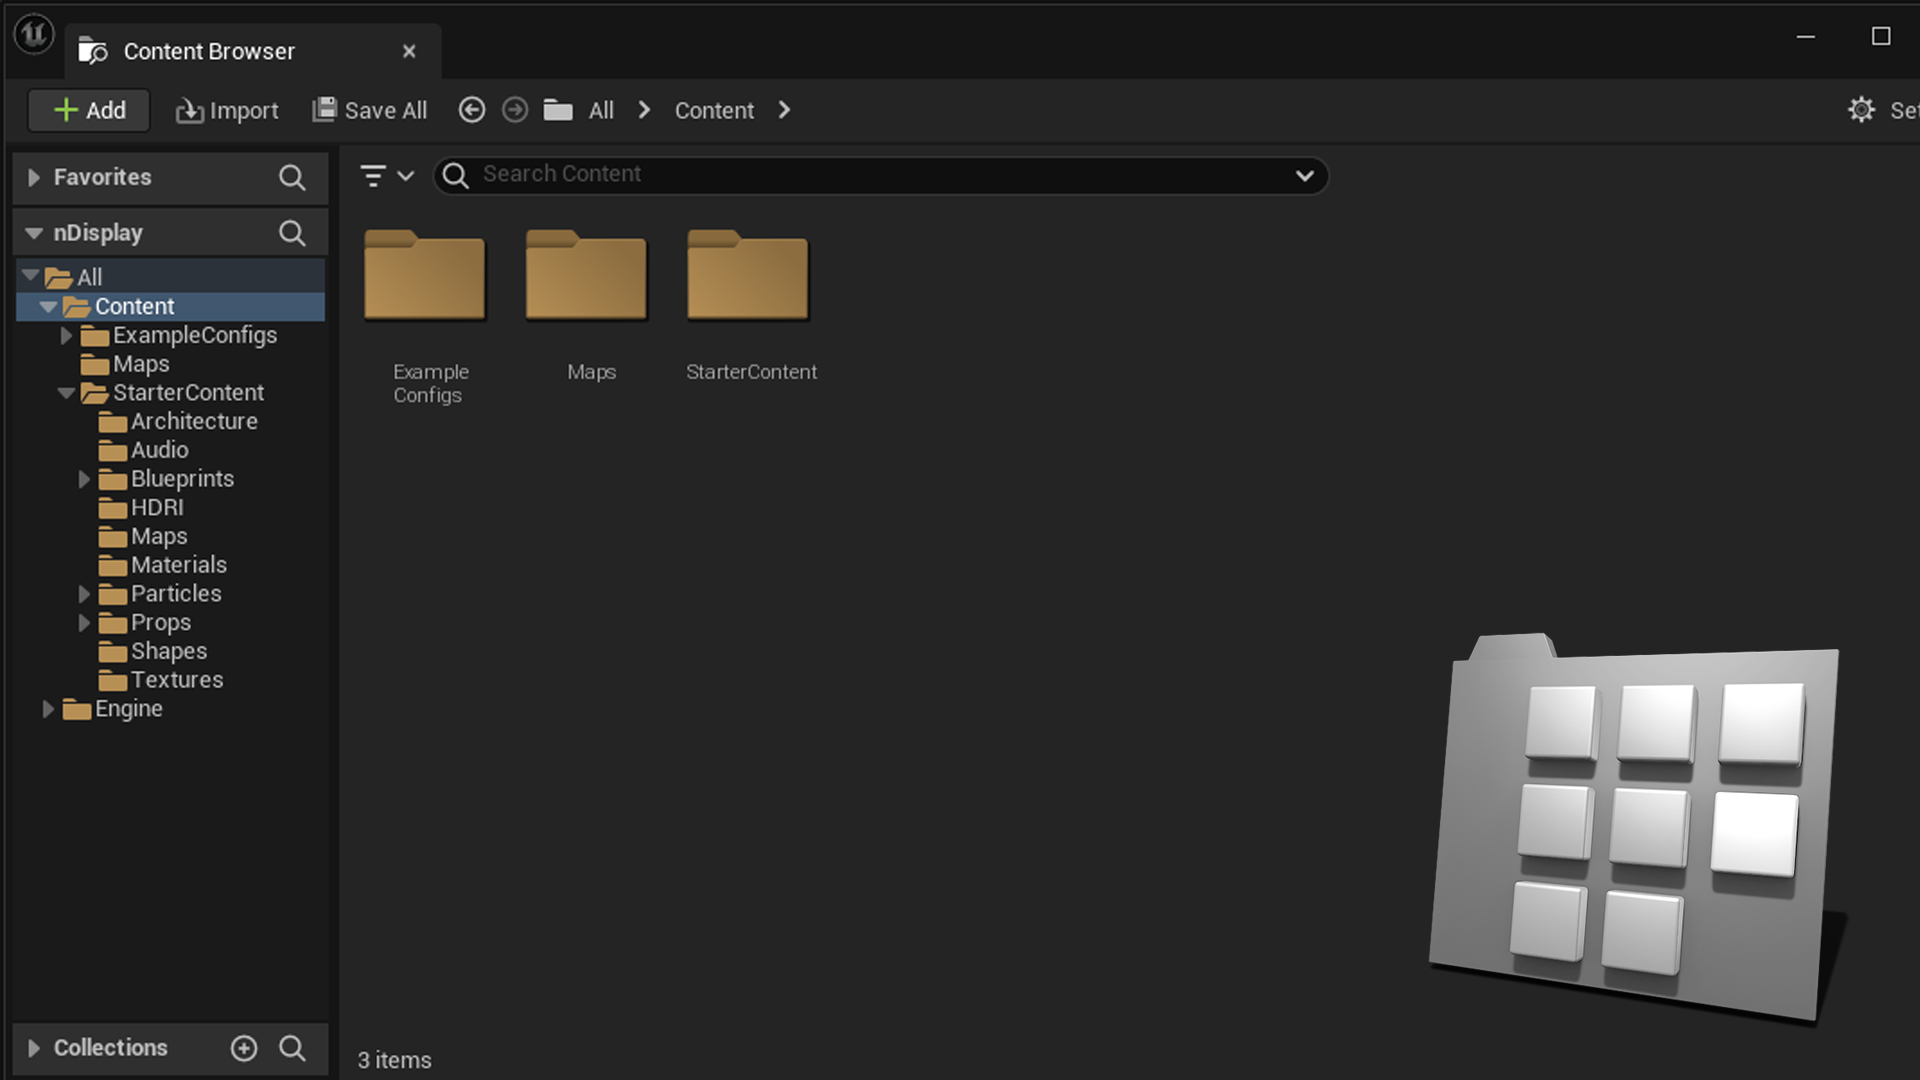 Content Browser
Add
Import
Save All
All
Content
Set
Favorites
Search Content
nDisplay
All
Content
ExampleConfigs
Maps
StarterContent
Architecture
Audio
Blueprints
HDRI
Maps
Materials
Particles
Props
Shapes
Textures
Engine
Example
Configs
Maps
StarterContent
Collections
3 items